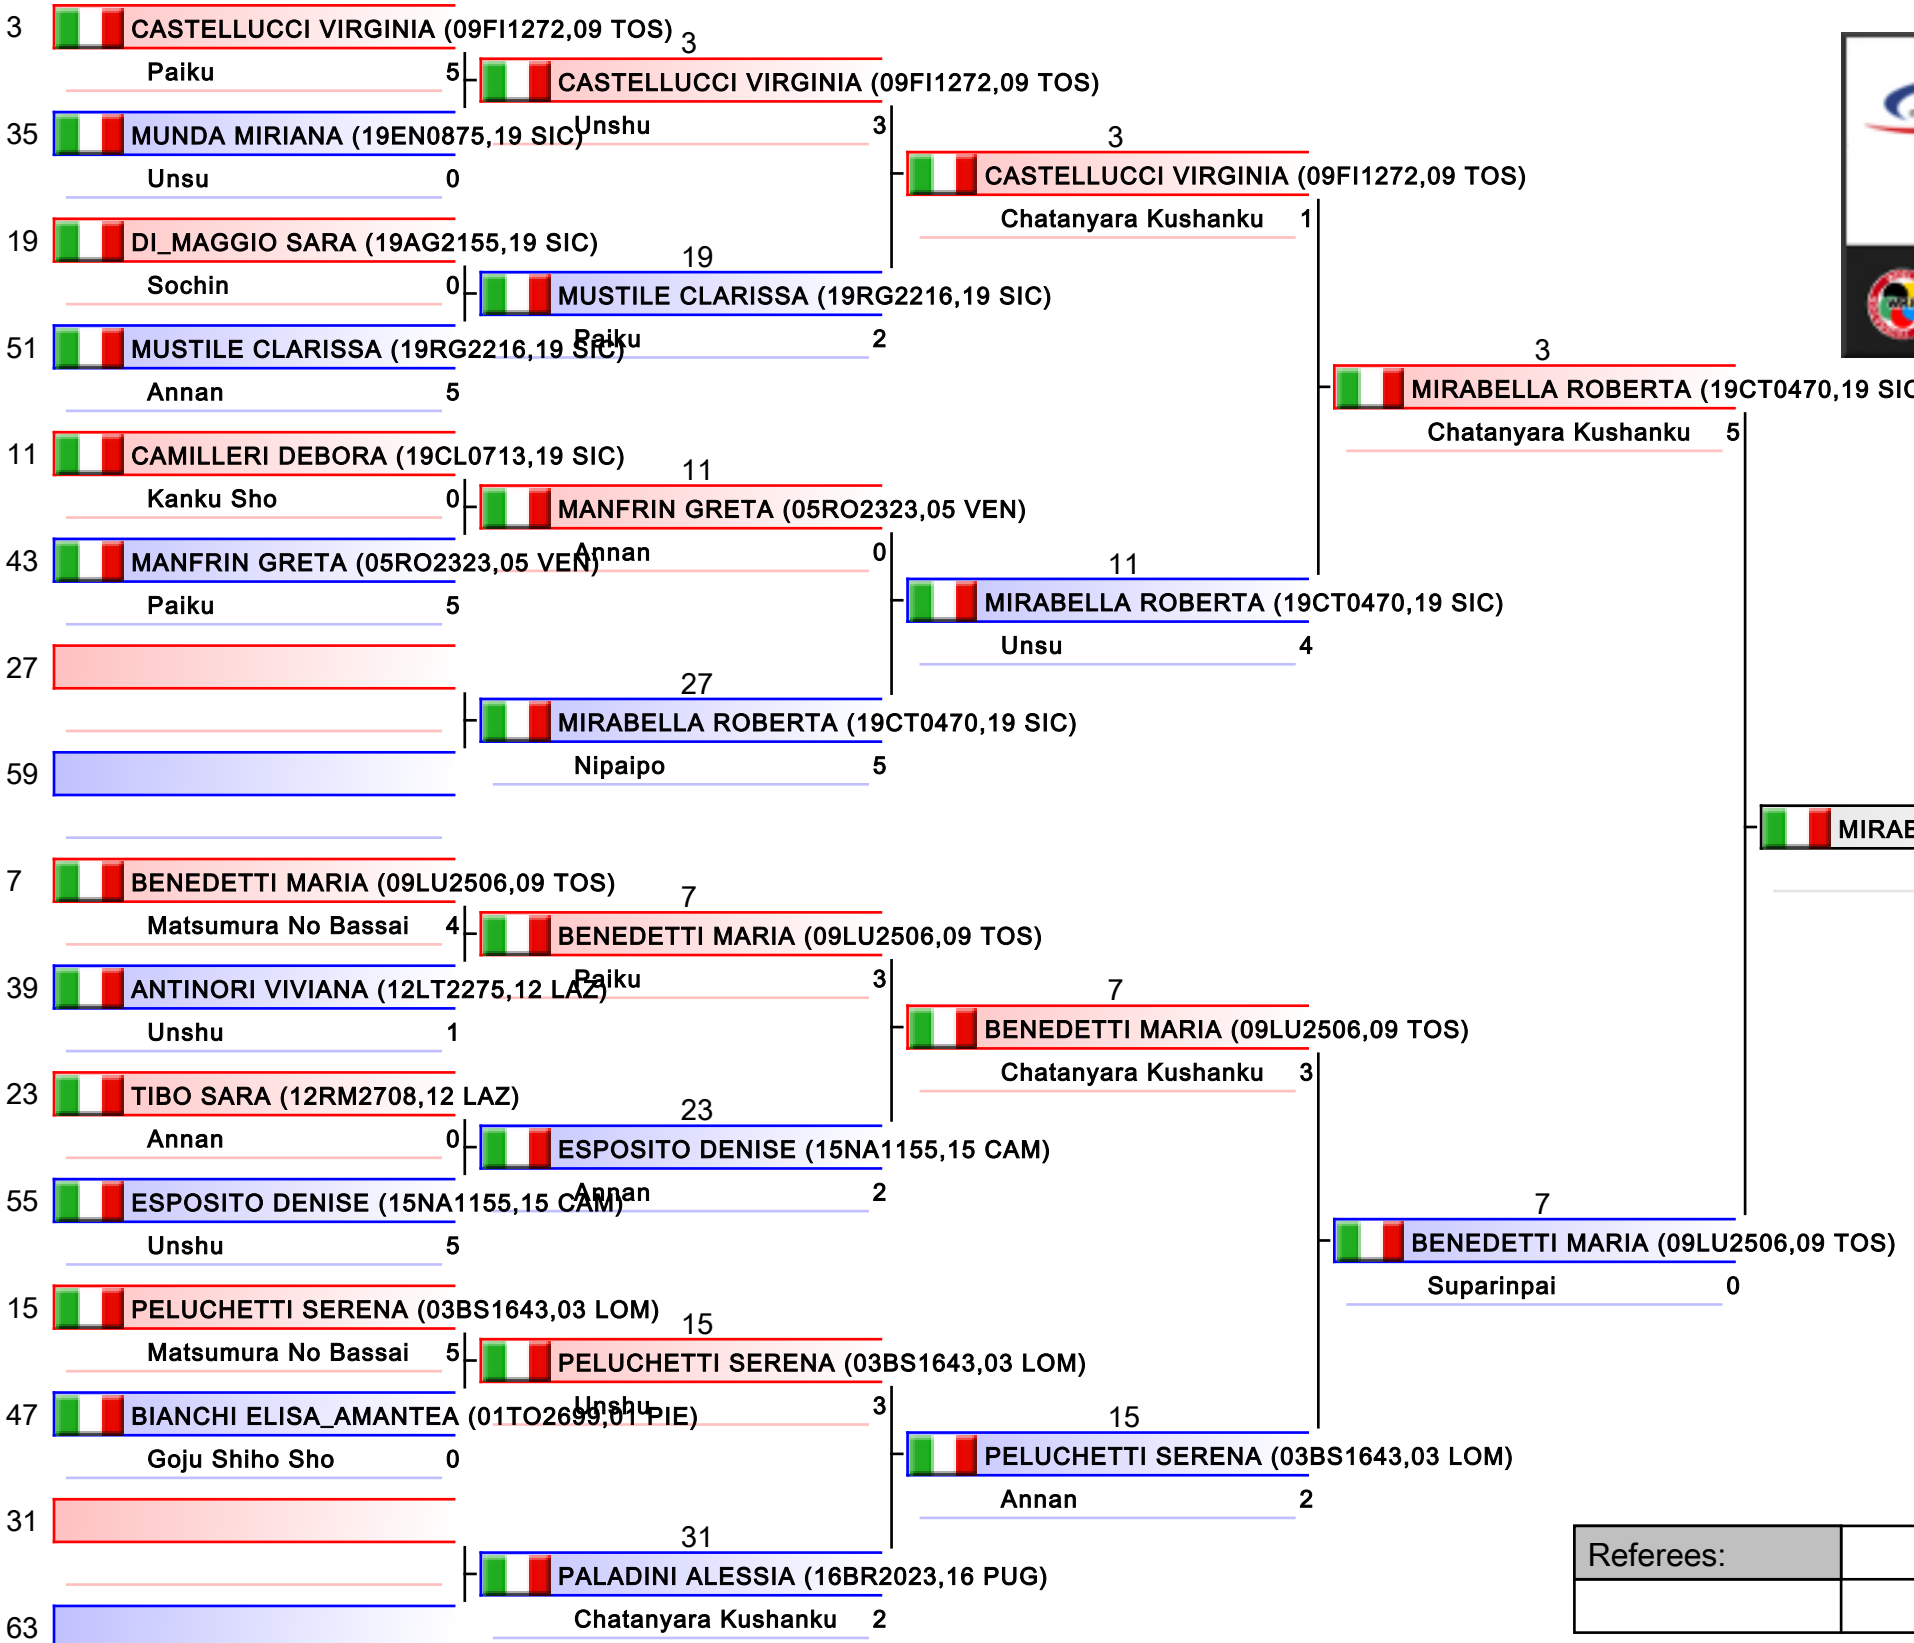 3
CASTELLUCCI VIRGINIA (09FI1272,09 TOS)
Paiku 5
35
MUNDA MIRIANA (19EN0875,19 SIC)
Unsu 0
19
DI_MAGGIO SARA (19AG2155,19 SIC)
Sochin 0
51
MUSTILE CLARISSA (19RG2216,19 SIC)
Annan 5
11
CAMILLERI DEBORA (19CL0713,19 SIC)
Kanku Sho 0
43
MANFRIN GRETA (05RO2323,05 VEN)
Paiku 5
27
59
7
BENEDETTI MARIA (09LU2506,09 TOS)
Matsumura No Bassai 4
39
ANTINORI VIVIANA (12LT2275,12 LAZ)
Unshu 1
23
TIBO SARA (12RM2708,12 LAZ)
Annan 0
55
ESPOSITO DENISE (15NA1155,15 CAM)
Unshu 5
15
PELUCHETTI SERENA (03BS1643,03 LOM)
Matsumura No Bassai 5
47
BIANCHI ELISA_AMANTEA (01TO2699,01 PIE)
Goju Shiho Sho 0
31
63
3
CASTELLUCCI VIRGINIA (09FI1272,09 TOS)
Unshu 3
19
MUSTILE CLARISSA (19RG2216,19 SIC)
Paiku 2
11
MANFRIN GRETA (05RO2323,05 VEN)
Annan 0
27
MIRABELLA ROBERTA (19CT0470,19 SIC)
Nipaipo 5
7
BENEDETTI MARIA (09LU2506,09 TOS)
Paiku 3
23
ESPOSITO DENISE (15NA1155,15 CAM)
Annan 2
15
PELUCHETTI SERENA (03BS1643,03 LOM)
Unshu 3
31
PALADINI ALESSIA (16BR2023,16 PUG)
Chatanyara Kushanku 2
3
CASTELLUCCI VIRGINIA (09FI1272,09 TOS)
Chatanyara Kushanku 1
11
MIRABELLA ROBERTA (19CT0470,19 SIC)
Unsu 4
7
BENEDETTI MARIA (09LU2506,09 TOS)
Chatanyara Kushanku 3
15
PELUCHETTI SERENA (03BS1643,03 LOM)
Annan 2
3
MIRABELLA ROBERTA (19CT0470,19 SIC
Chatanyara Kushanku 5
7
BENEDETTI MARIA (09LU2506,09 TOS)
Suparinpai 0
MIRAB
Referees: